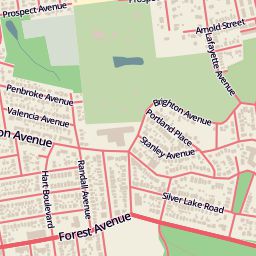 Prospect Avenue
Prospec
Arnold Street
Lafayette Avenue
Penbroke Avenue
Brighton Avenue
Valencia Avenue
Portland Place
on Avenue
Stanley Avenue
Hart Boulevard
Randall Avenue
Silver Lake Road
Forest Avenue